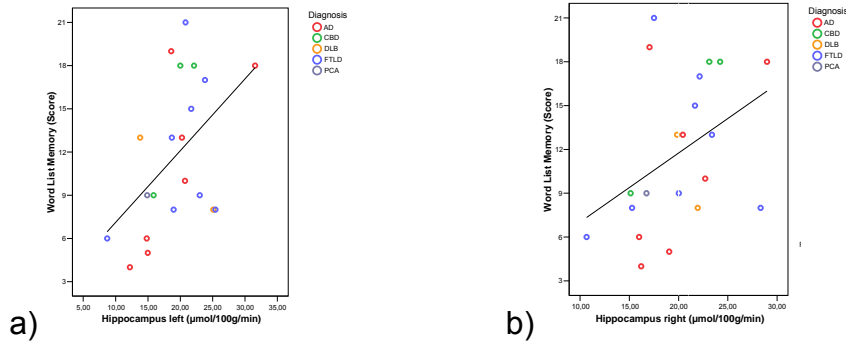 21
18
15
12
9
6
3
Word List Memory (Score)
5,00 10,00 15,00 20,00 25,00 30,00 35,00
Hippocampus left (µmol/100g/min)
Diagnosis
AD
CBD
DLB
FTLD
PCA
a)
21
18
15
12
9
6
3
Word List Memory (Score)
10,00 15,00 20,00 25,00 30,00
Hippocampus right (µmol/100g/min)
Diagnosis
AD
CBD
DLB
FTLD
PCA
b)